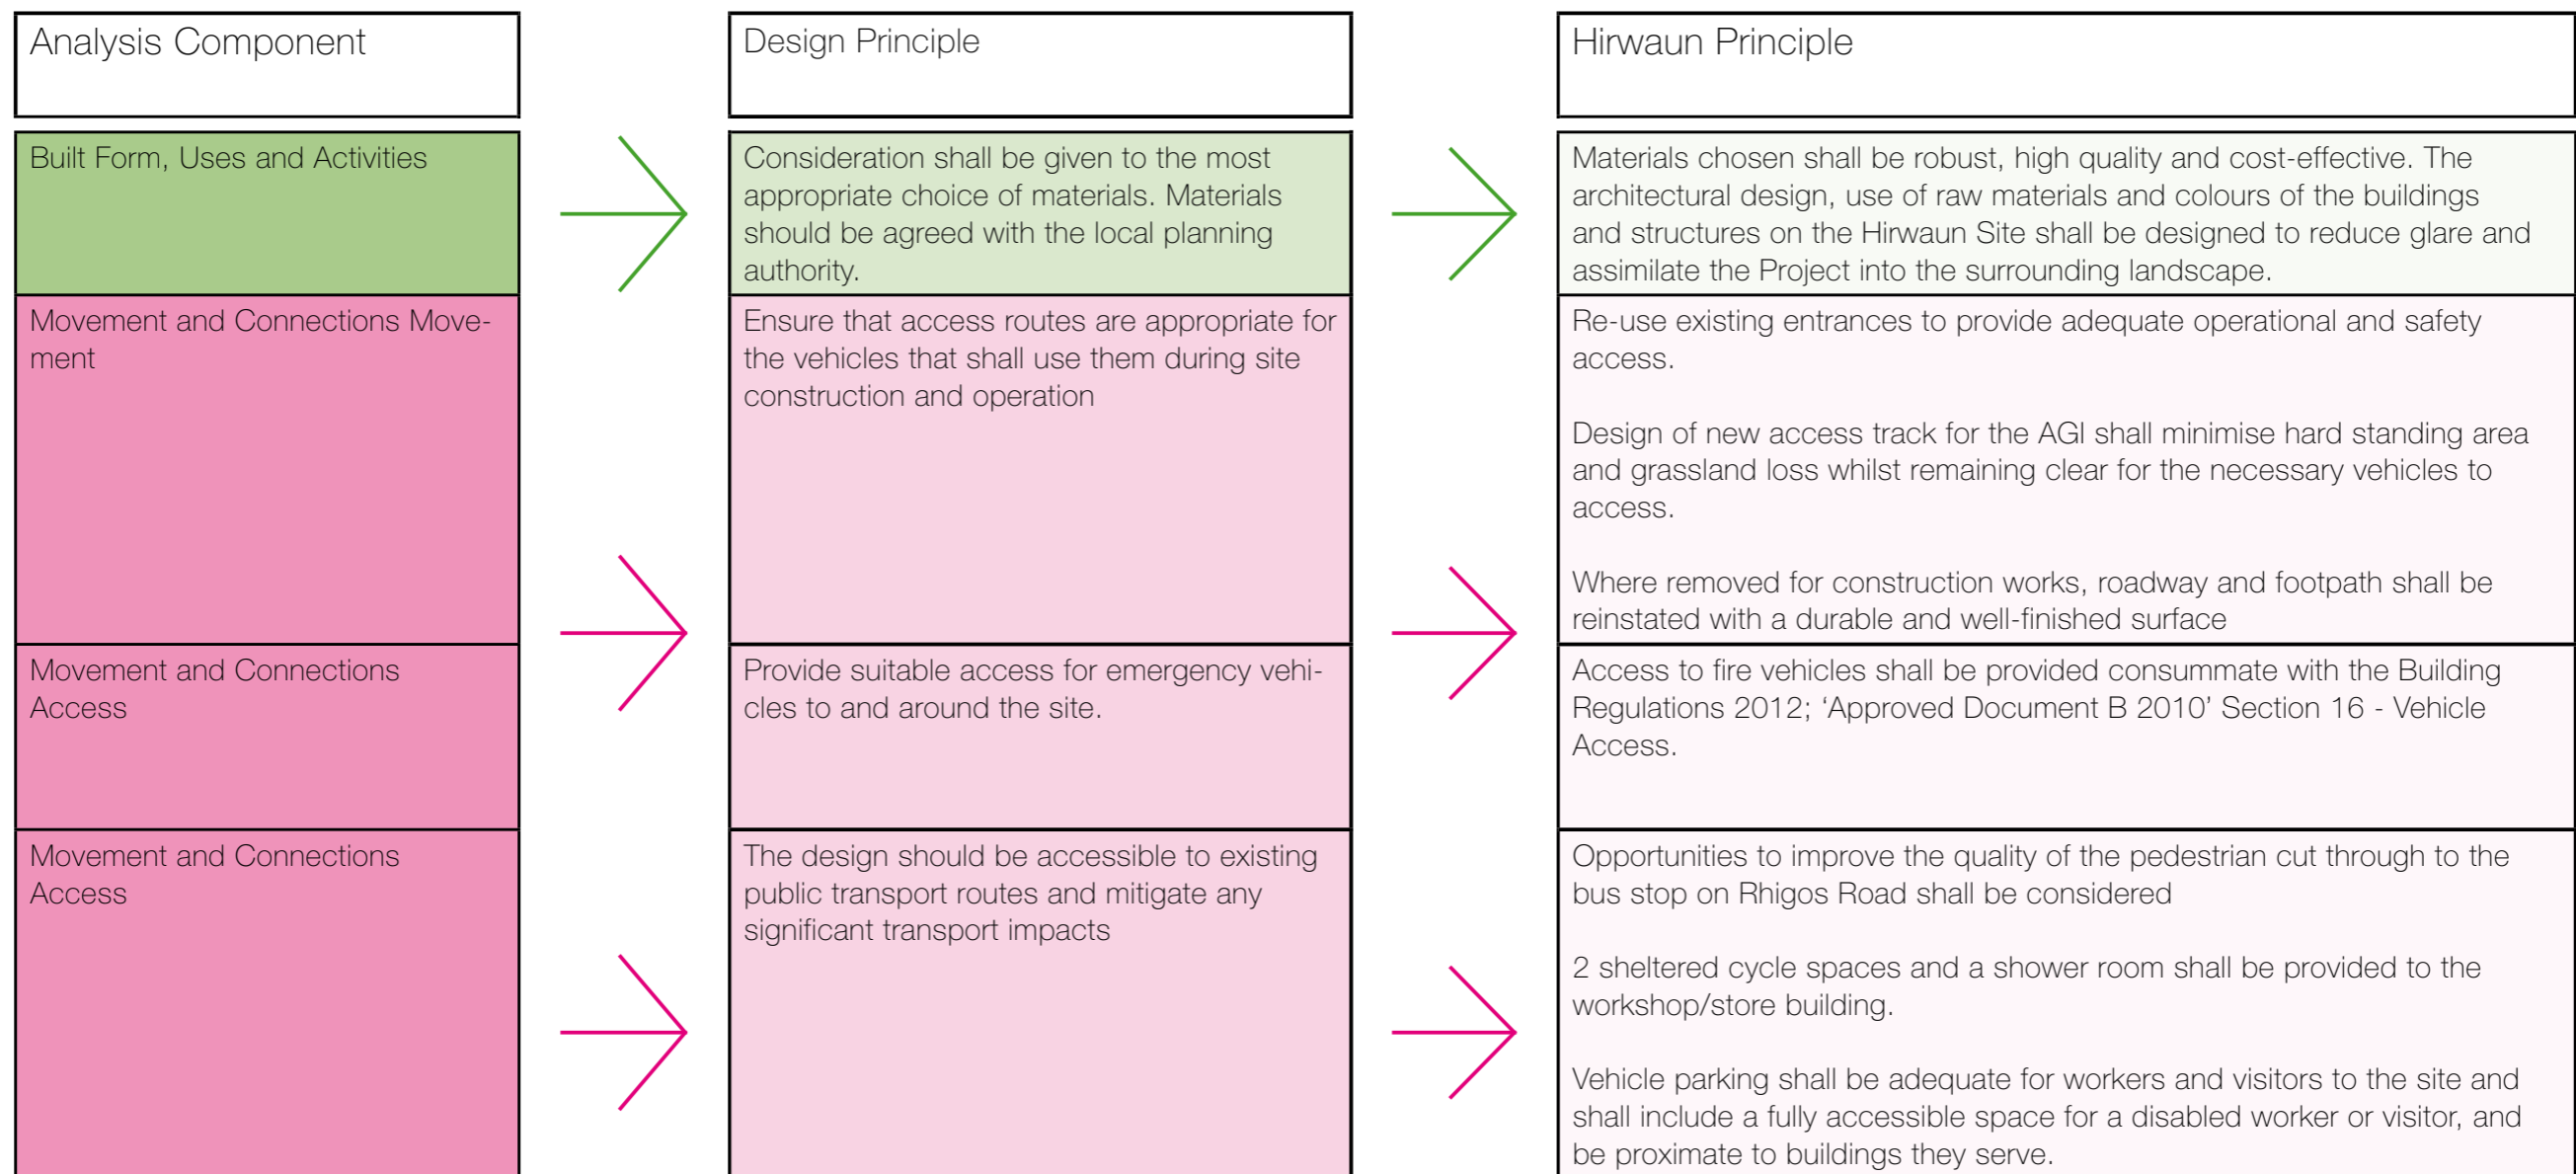 Analysis Component
Design Principle
Hirwaun Principle
Built Form, Uses and Activities
Consideration shall be given to the most
appropriate choice of materials. Materials
should be agreed with the local planning
authority.
Materials chosen shall be robust, high quality and cost-effective. The
architectural design, use of raw materials and colours of the buildings
and structures on the Hirwaun Site shall be designed to reduce glare and
assimilate the Project into the surrounding landscape.
Movement and Connections Move-
ment
Ensure that access routes are appropriate for
the vehicles that shall use them during site
construction and operation
Re-use existing entrances to provide adequate operational and safety
access.
Design of new access track for the AGI shall minimise hard standing area
and grassland loss whilst remaining clear for the necessary vehicles to
access.
Where removed for construction works, roadway and footpath shall be
reinstated with a durable and well-finished surface
Movement and Connections
Access
Provide suitable access for emergency vehi-
cles to and around the site.
Access to fire vehicles shall be provided consummate with the Building
Regulations 2012; ‘Approved Document B 2010’ Section 16 - Vehicle
Access.
Movement and Connections
Access
The design should be accessible to existing
public transport routes and mitigate any
significant transport impacts
Opportunities to improve the quality of the pedestrian cut through to the
bus stop on Rhigos Road shall be considered
2 sheltered cycle spaces and a shower room shall be provided to the
workshop/store building.
Vehicle parking shall be adequate for workers and visitors to the site and
shall include a fully accessible space for a disabled worker or visitor, and
be proximate to buildings they serve.